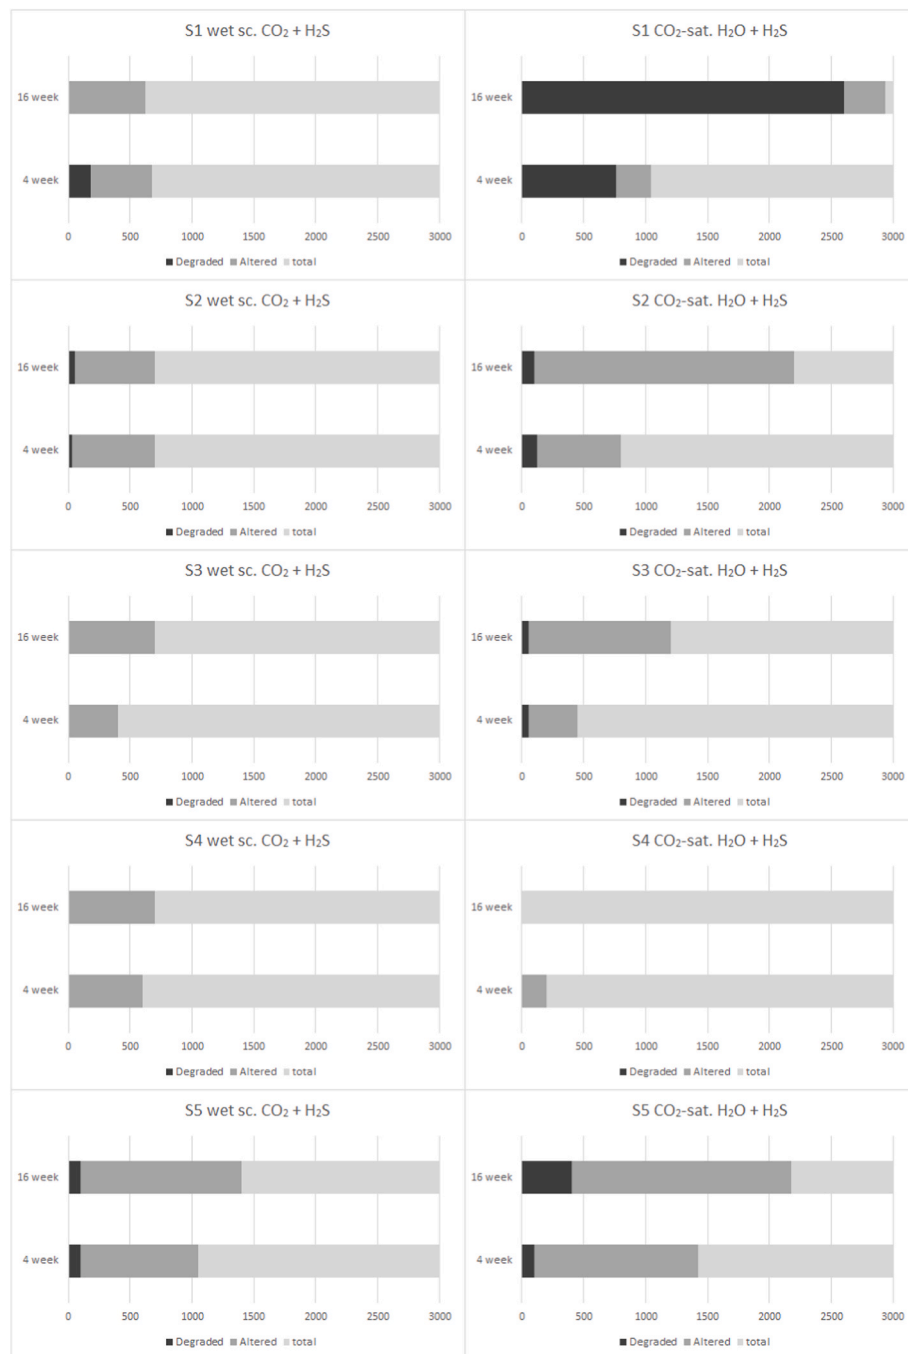 S1 wet sc. CO₂ + H₂S
16 week
4 week
0 500 1000 1500 2000 2500 3000
Degraded Altered total
S1 CO₂-sat. H₂O + H₂S
16 week
4 week
0 500 1000 1500 2000 2500 3000
Degraded Altered total
S2 wet sc. CO₂ + H₂S
16 week
4 week
0 500 1000 1500 2000 2500 3000
Degraded Altered total
S2 CO₂-sat. H₂O + H₂S
16 week
4 week
0 500 1000 1500 2000 2500 3000
Degraded Altered total
S3 wet sc. CO₂ + H₂S
16 week
4 week
0 500 1000 1500 2000 2500 3000
Degraded Altered total
S3 CO₂-sat. H₂O + H₂S
16 week
4 week
0 500 1000 1500 2000 2500 3000
Degraded Altered total
S4 wet sc. CO₂ + H₂S
16 week
4 week
0 500 1000 1500 2000 2500 3000
Degraded Altered total
S4 CO₂-sat. H₂O + H₂S
16 week
4 week
0 500 1000 1500 2000 2500 3000
Degraded Altered total
S5 wet sc. CO₂ + H₂S
16 week
4 week
0 500 1000 1500 2000 2500 3000
Degraded Altered total
S5 CO₂-sat. H₂O + H₂S
16 week
4 week
0 500 1000 1500 2000 2500 3000
Degraded Altered total